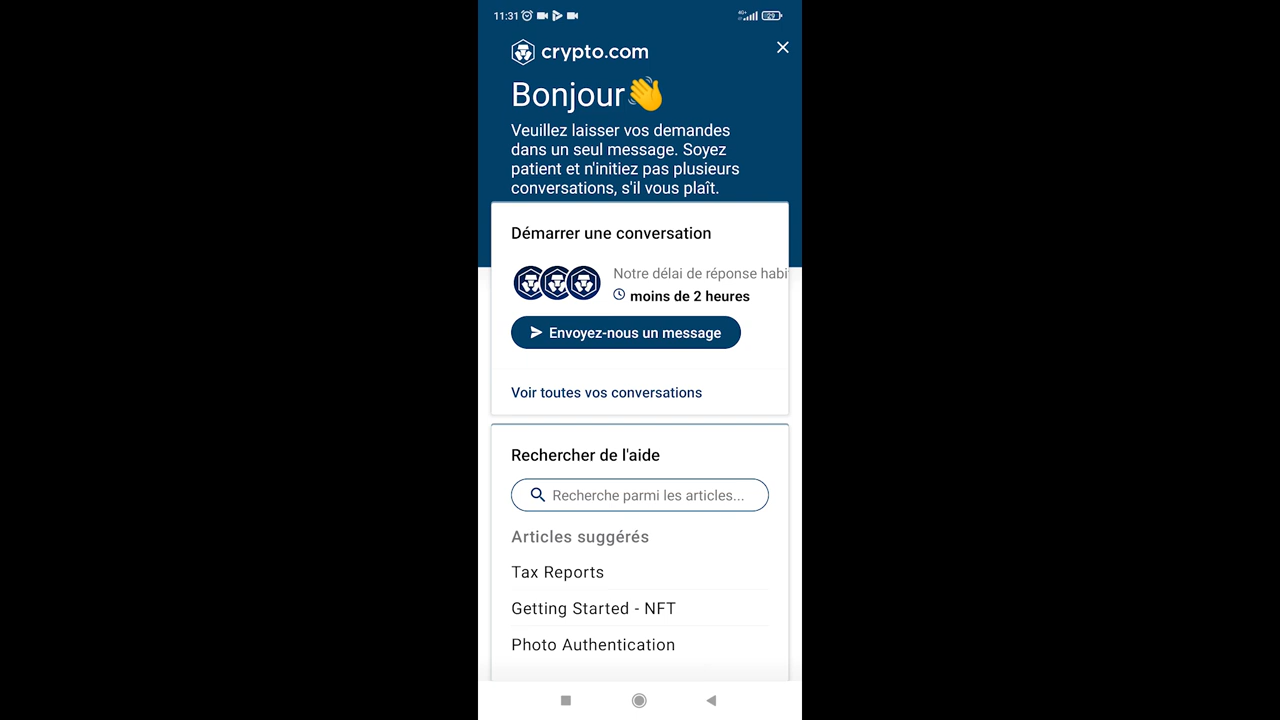 11:31 4G+ 29
crypto.com
Bonjour👋
Veuillez laisser vos demandes
dans un seul message. Soyez
patient et n'initiez pas plusieurs
conversations, s'il vous plaît.
Démarrer une conversation
Notre délai de réponse habi
moins de 2 heures
Envoyez-nous un message
Voir toutes vos conversations
Rechercher de l'aide
Recherche parmi les articles...
Articles suggérés
Tax Reports
Getting Started - NFT
Photo Authentication